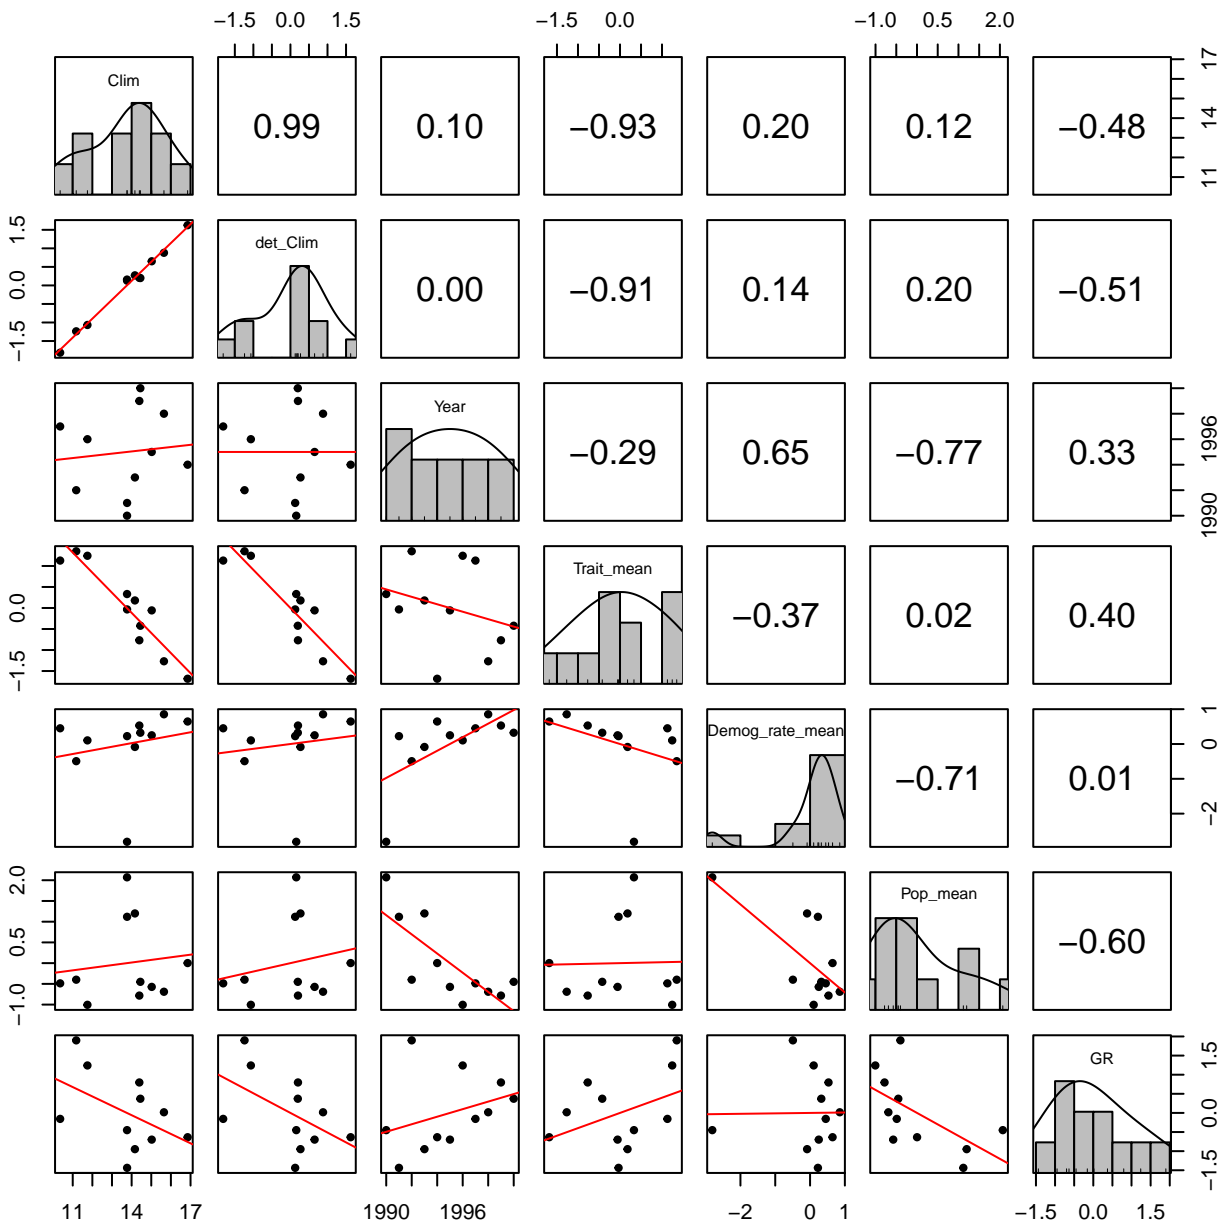 −1.5 0.0 1.5 −1.5 0.0 −1.0 0.5 2.0
Clim 0.99 0.10 −0.93 0.20 0.12 −0.48 11 14 17
−1.5 0.0 1.5 det_Clim 0.00 −0.91 0.14 0.20 −0.51
Year −0.29 0.65 −0.77 0.33 1990 1996
−1.5 0.0 Trait_mean −0.37 0.02 0.40
Demog_rate_mean −0.71 0.01 −2 0 1
−1.0 0.5 2.0 Pop_mean −0.60
GR −1.5 0.0 1.5
11 14 17 1990 1996 −2 0 1 −1.5 0.0 1.5